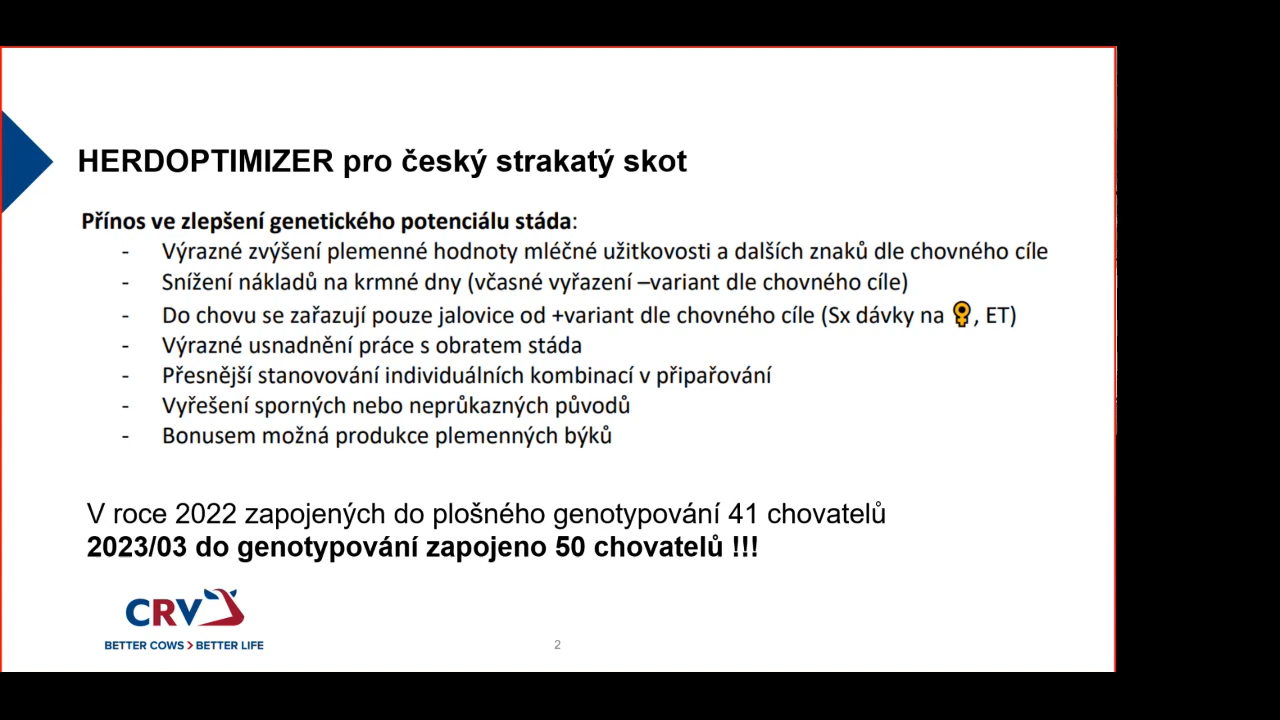 HERDOPTIMIZER pro český strakatý skot
Přínos ve zlepšení genetického potenciálu stáda:
- Výrazné zvýšení plemenné hodnoty mléčné užitkovosti a dalších znaků dle chovného cíle
- Snížení nákladů na krmné dny (včasné vyřazení –variant dle chovného cíle)
- Do chovu se zařazují pouze jalovice od +variant dle chovného cíle (Sx dávky na ♀, ET)
- Výrazné usnadnění práce s obratem stáda
- Přesnější stanovování individuálních kombinací v připařování
- Vyřešení sporných nebo neprůkazných původů
- Bonusem možná produkce plemenných býků
V roce 2022 zapojených do plošného genotypování 41 chovatelů
2023/03 do genotypování zapojeno 50 chovatelů !!!
CRV
BETTER COWS > BETTER LIFE
2